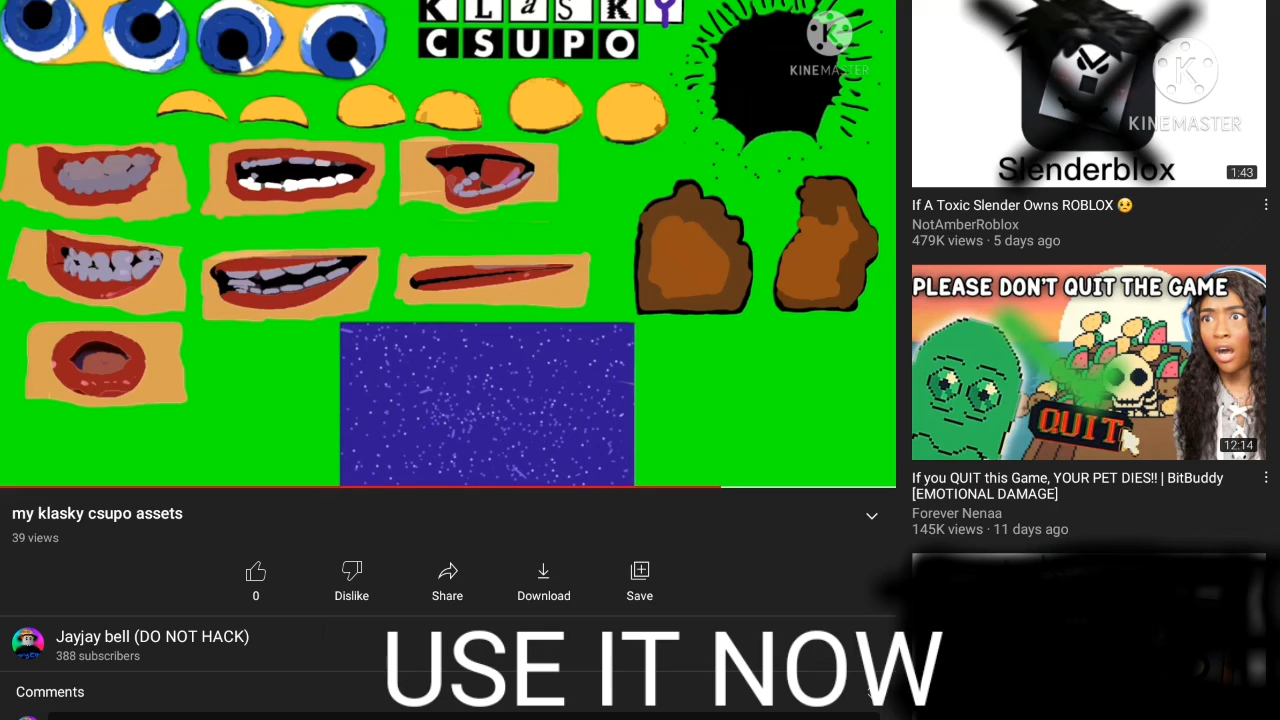 KLaSKY
CSUPO
KINEMASTER
K
KINEMASTER
Slenderblox
1:43
If A Toxic Slender Owns ROBLOX 😢
NotAmberRoblox
479K views · 5 days ago
PLEASE DON'T QUIT THE GAME
QUIT
12:14
If you QUIT this Game, YOUR PET DIES!! | BitBuddy
[EMOTIONAL DAMAGE]
Forever Nenaa
145K views · 11 days ago
my klasky csupo assets
39 views
0
Dislike
Share
Download
Save
Jayjay bell (DO NOT HACK)
388 subscribers
USE IT NOW
Comments